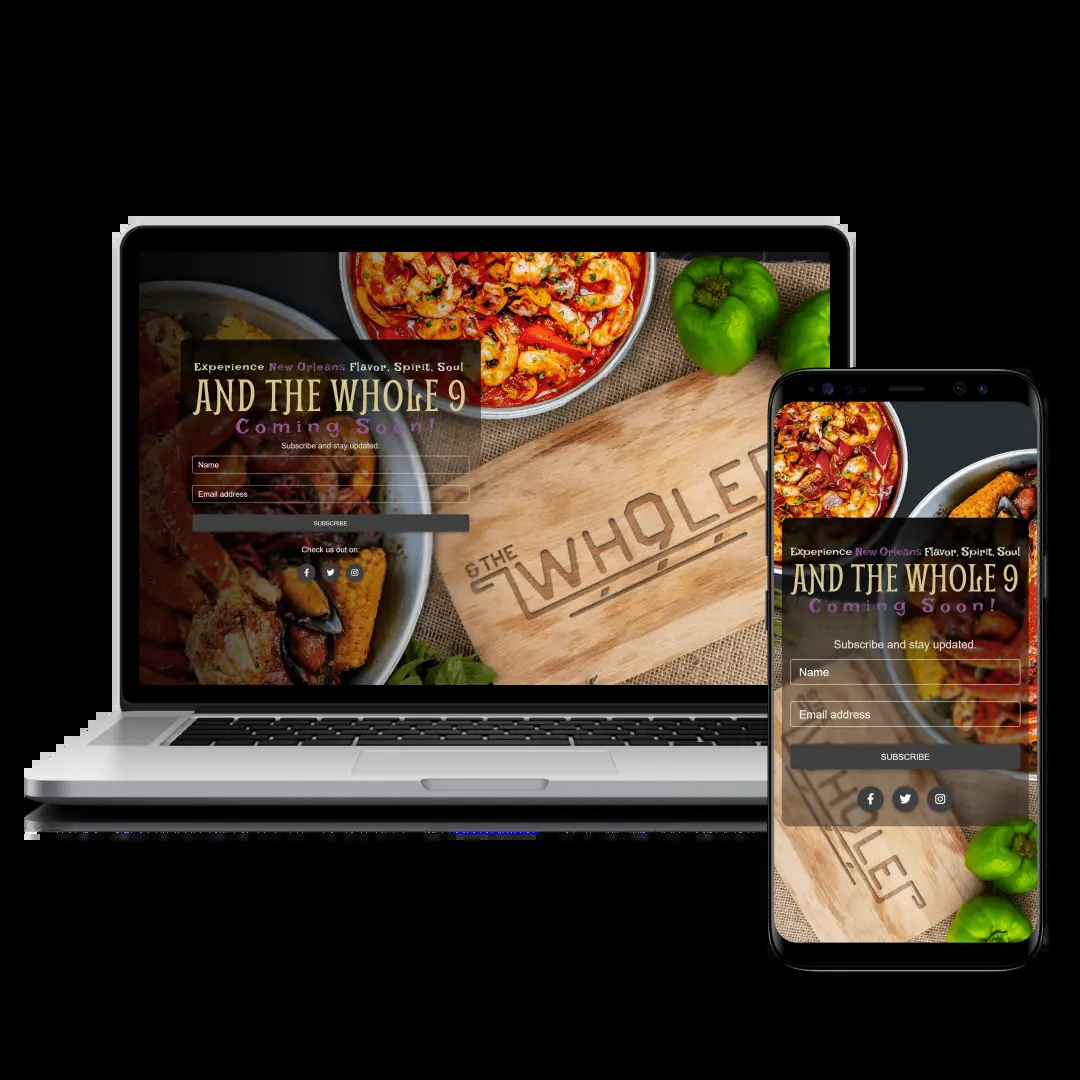 Experience New Orleans Flavor, Spirit, Soul
AND THE WHOLE 9
Coming Soon!
Subscribe and stay updated.
Name
Email address
SUBSCRIBE
Check us out on:
& THE
WHOLE
Experience New Orleans Flavor, Spirit, Soul
AND THE WHOLE 9
Coming Soon!
Subscribe and stay updated.
Name
Email address
SUBSCRIBE
& THE
WHOLE